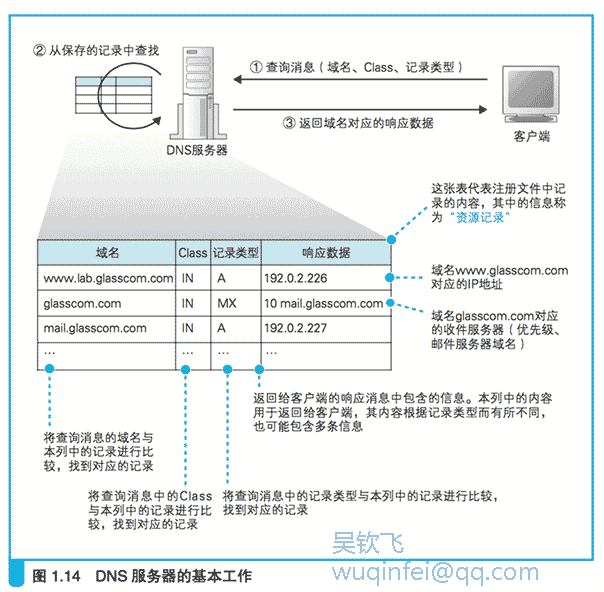 ② 从保存的记录中查找
① 查询消息（域名、Class、记录类型）
③ 返回域名对应的响应数据
DNS服务器
客户端
这张表代表注册文件中记
录的内容，其中的信息称
为“资源记录”
域名 Class 记录类型 响应数据
www.lab.glasscom.com IN A 192.0.2.226
glasscom.com IN MX 10 mail.glasscom.com
mail.glasscom.com IN A 192.0.2.227
… … … …
域名www.glasscom.com
对应的IP地址
域名glasscom.com对应
的收件服务器（优先级、
邮件服务器域名）
返回给客户端的响应消息中包含的信息。本列中的内容
用于返回给客户端，其内容根据记录类型而有所不同，
也可能包含多条信息
将查询消息的域名与
本列中的记录进行比
较，找到对应的记录
将查询消息中的Class
与本列中的记录进行比
较，找到对应的记录
将查询消息中的记录类型与本列中的记录进行比较，
找到对应的记录
吴钦飞
wuqinfei@qq.com
图 1.14 DNS 服务器的基本工作